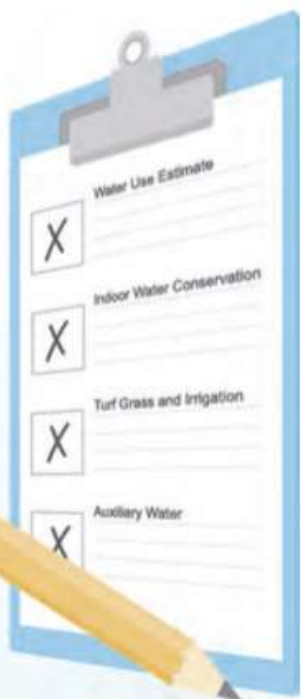 Water Use Estimate
X
Indoor Water Conservation
X
Turf Grass and Irrigation
X
Auxiliary Water
X